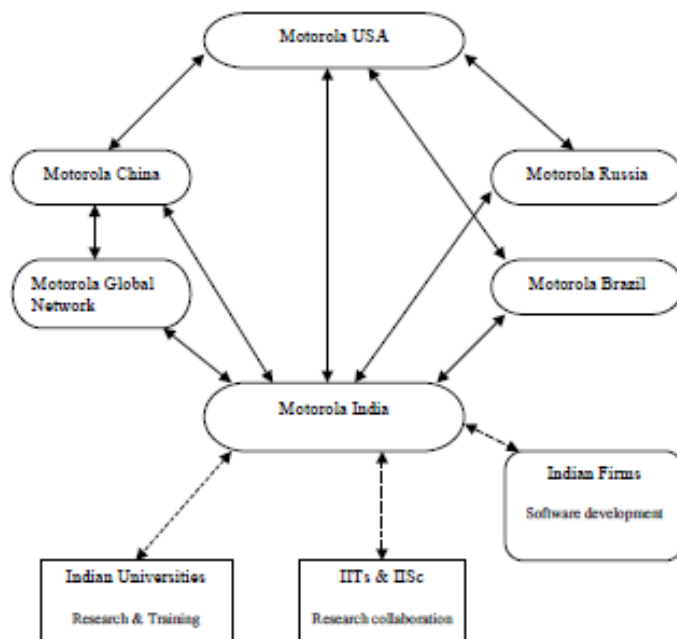 Motorola USA
Motorola China
Motorola Russia
Motorola Global
Network
Motorola Brazil
Motorola India
Indian Firms
Software development
Indian Universities
Research & Training
IITs & IISc
Research collaboration